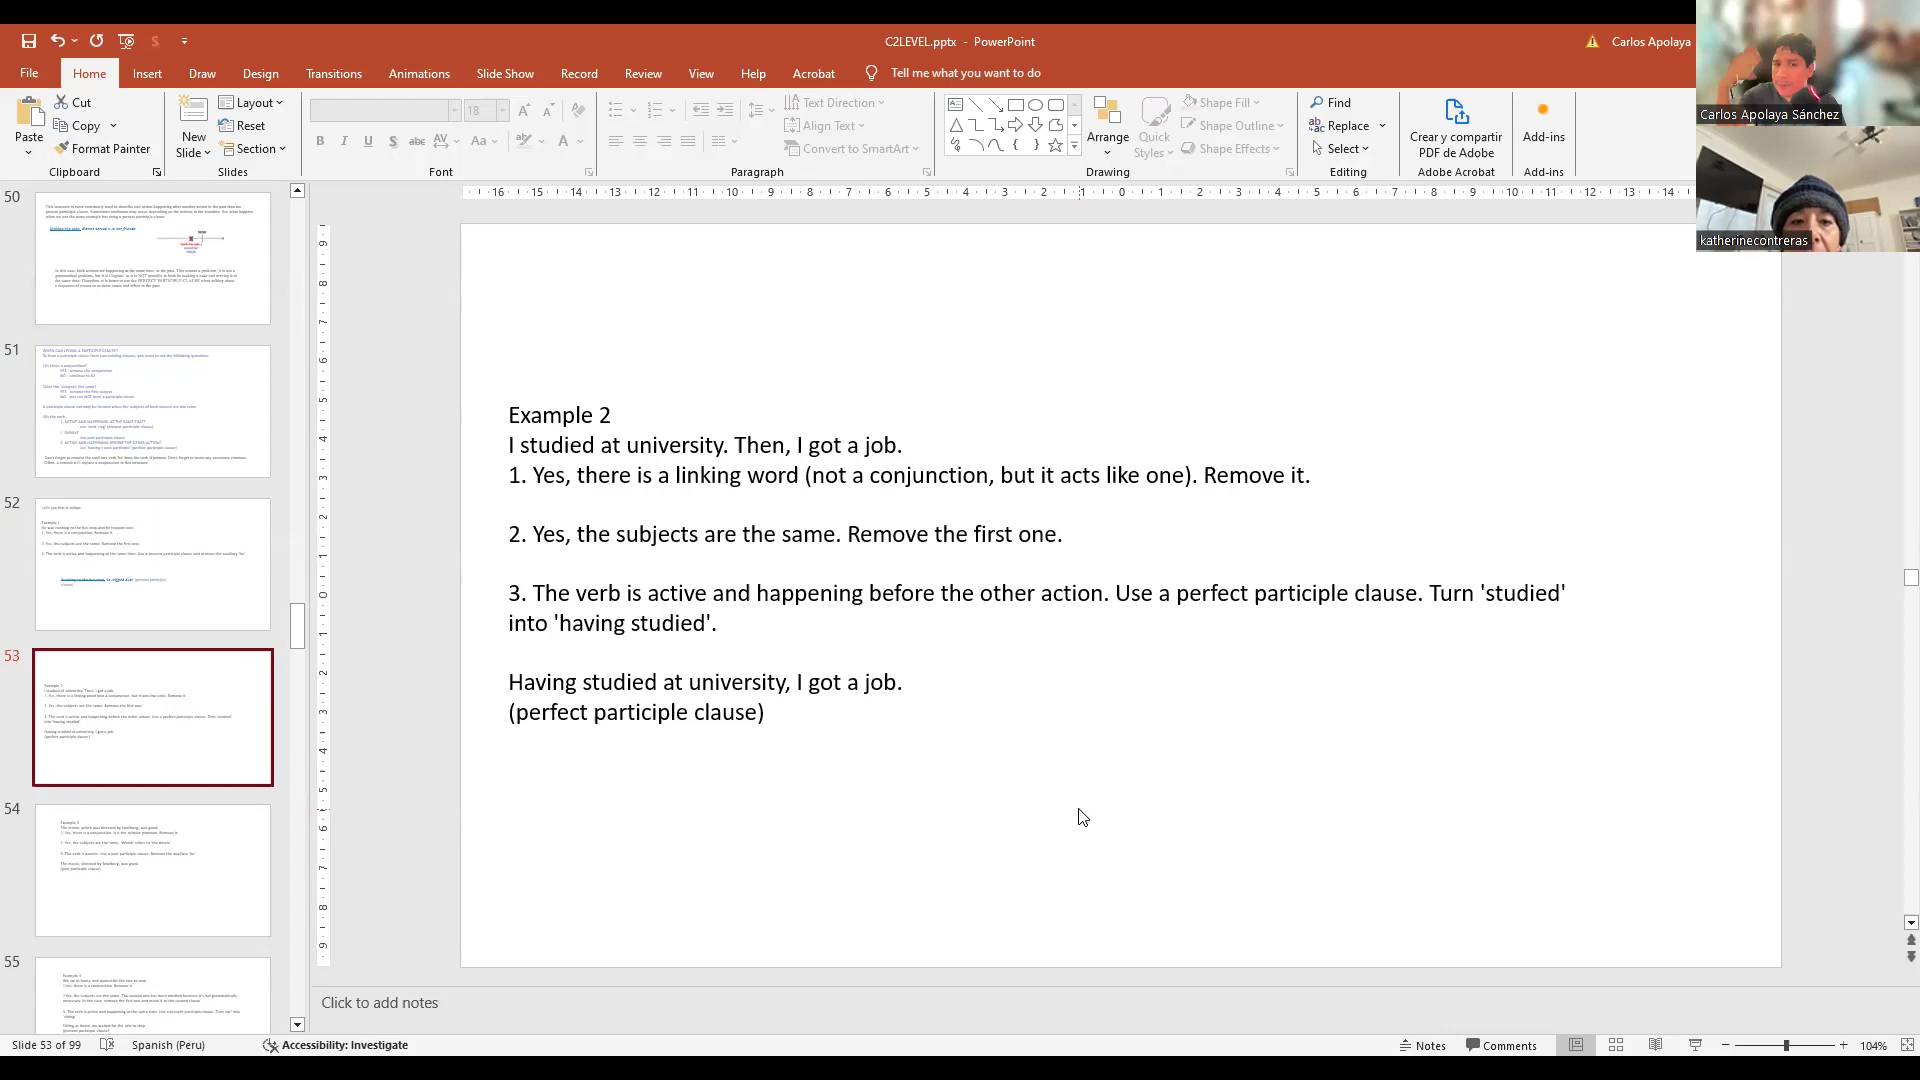 C2LEVEL.pptx - PowerPoint
Carlos Apolaya
File Home Insert Draw Design Transitions Animations Slide Show Record Review View Help Acrobat Tell me what you want to do
Paste
Cut
Copy
Format Painter
Clipboard
New
Slide
Layout
Reset
Section
Slides
18
Font
Text Direction
Align Text
Convert to SmartArt
Paragraph
Arrange
Quick
Styles
Shape Fill
Shape Outline
Shape Effects
Drawing
Find
Replace
Select
Editing
Crear y compartir
PDF de Adobe
Adobe Acrobat
Add-ins
Add-ins
Carlos Apolaya Sánchez
katherinecontreras
50
51
52
53
54
55
Example 2
I studied at university. Then, I got a job.
1. Yes, there is a linking word (not a conjunction, but it acts like one). Remove it.
2. Yes, the subjects are the same. Remove the first one.
3. The verb is active and happening before the other action. Use a perfect participle clause. Turn 'studied'
into 'having studied'.
Having studied at university, I got a job.
(perfect participle clause)
Click to add notes
Slide 53 of 99
Spanish (Peru)
Accessibility: Investigate
Notes
Comments
104%